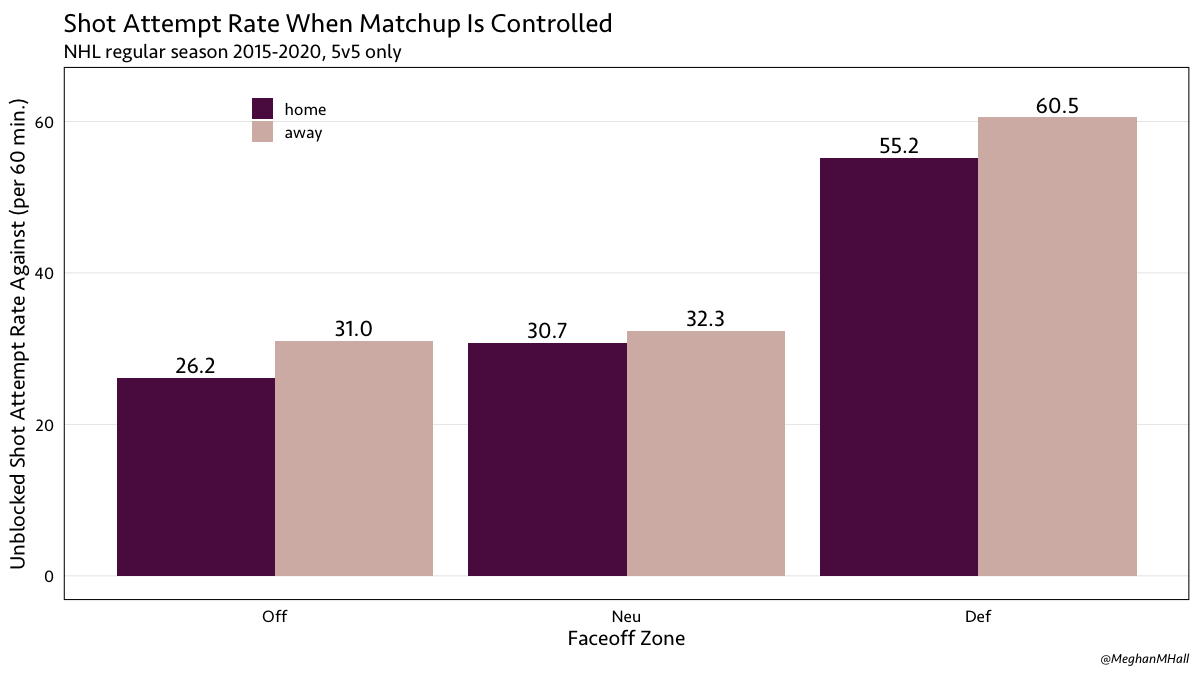 Shot Attempt Rate When Matchup Is Controlled
NHL regular season 2015-2020, 5v5 only
Unblocked Shot Attempt Rate Against (per 60 min.)
60
40
20
0
home
away
26.2
31.0
30.7
32.3
55.2
60.5
Off
Neu
Def
Faceoff Zone
@MeghanMHall